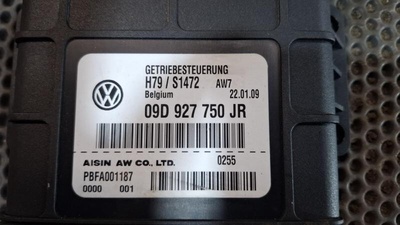 GETRIEBESTEUERUNG
H79 / S1472 AW7
Belgium 22.01.09
09D 927 750 JR
AISIN AW CO., LTD. 0255
PBFA001187
0000 001